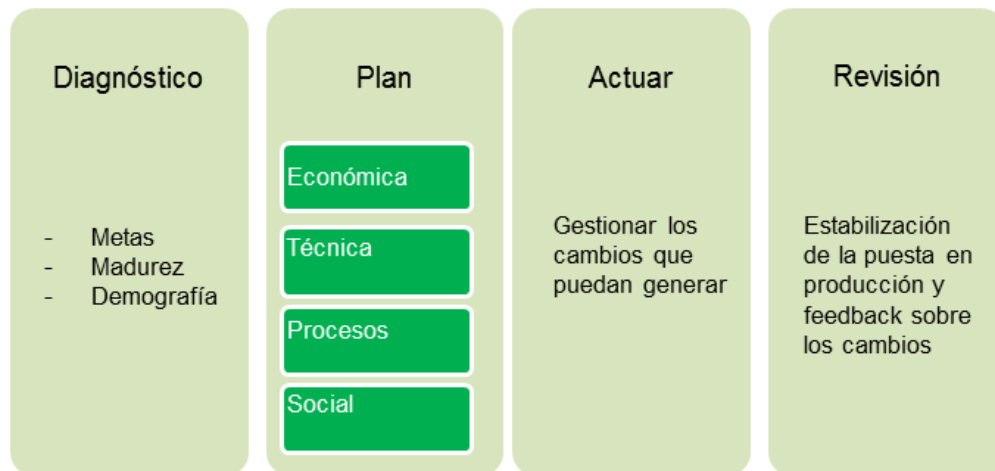 Diagnóstico
- Metas
- Madurez
- Demografía
Plan
Económica
Técnica
Procesos
Social
Actuar
Gestionar los
cambios que
puedan generar
Revisión
Estabilización
de la puesta en
producción y
feedback sobre
los cambios